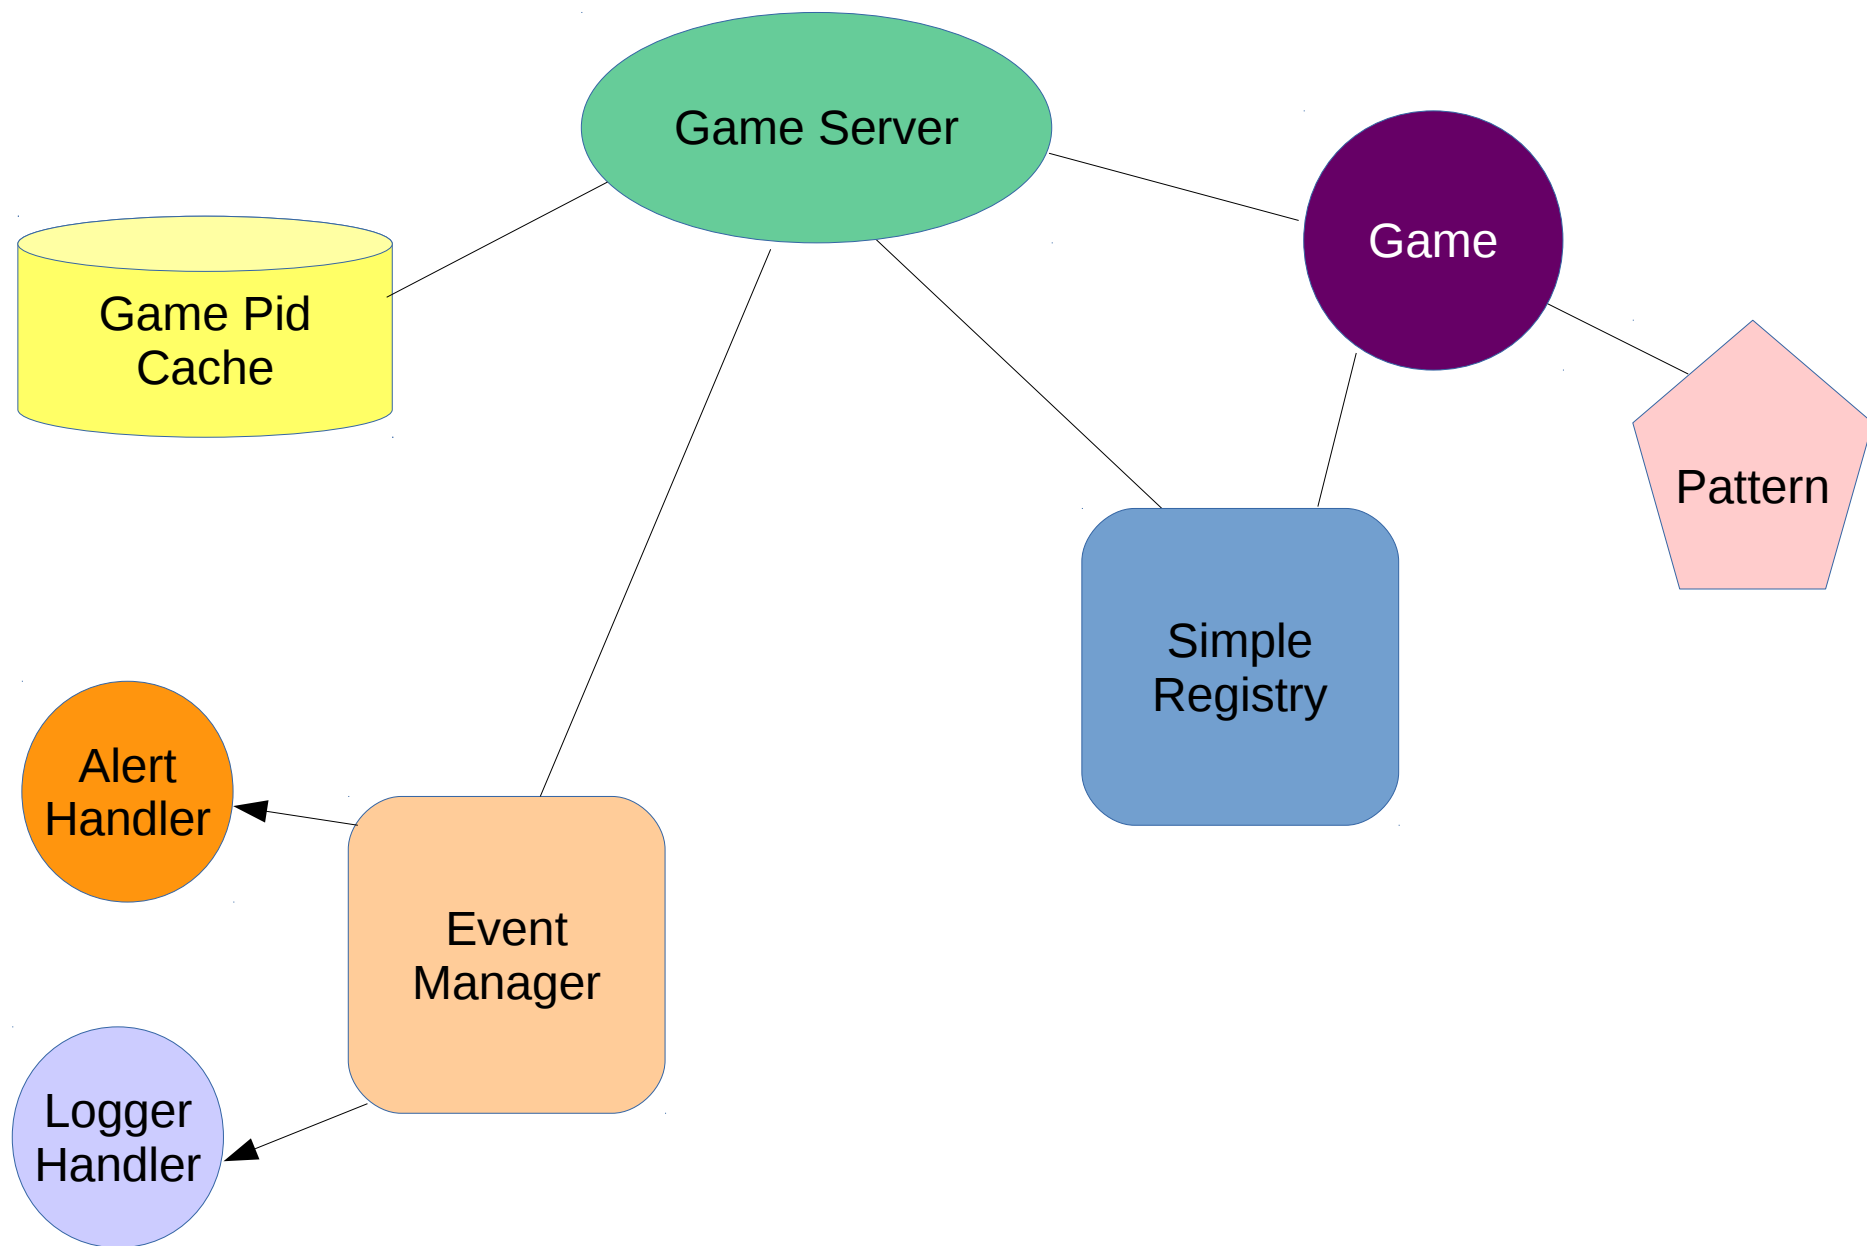 Game Server
Game
Game Pid
Cache
Pattern
Simple
Registry
Alert
Handler
Event
Manager
Logger
Handler